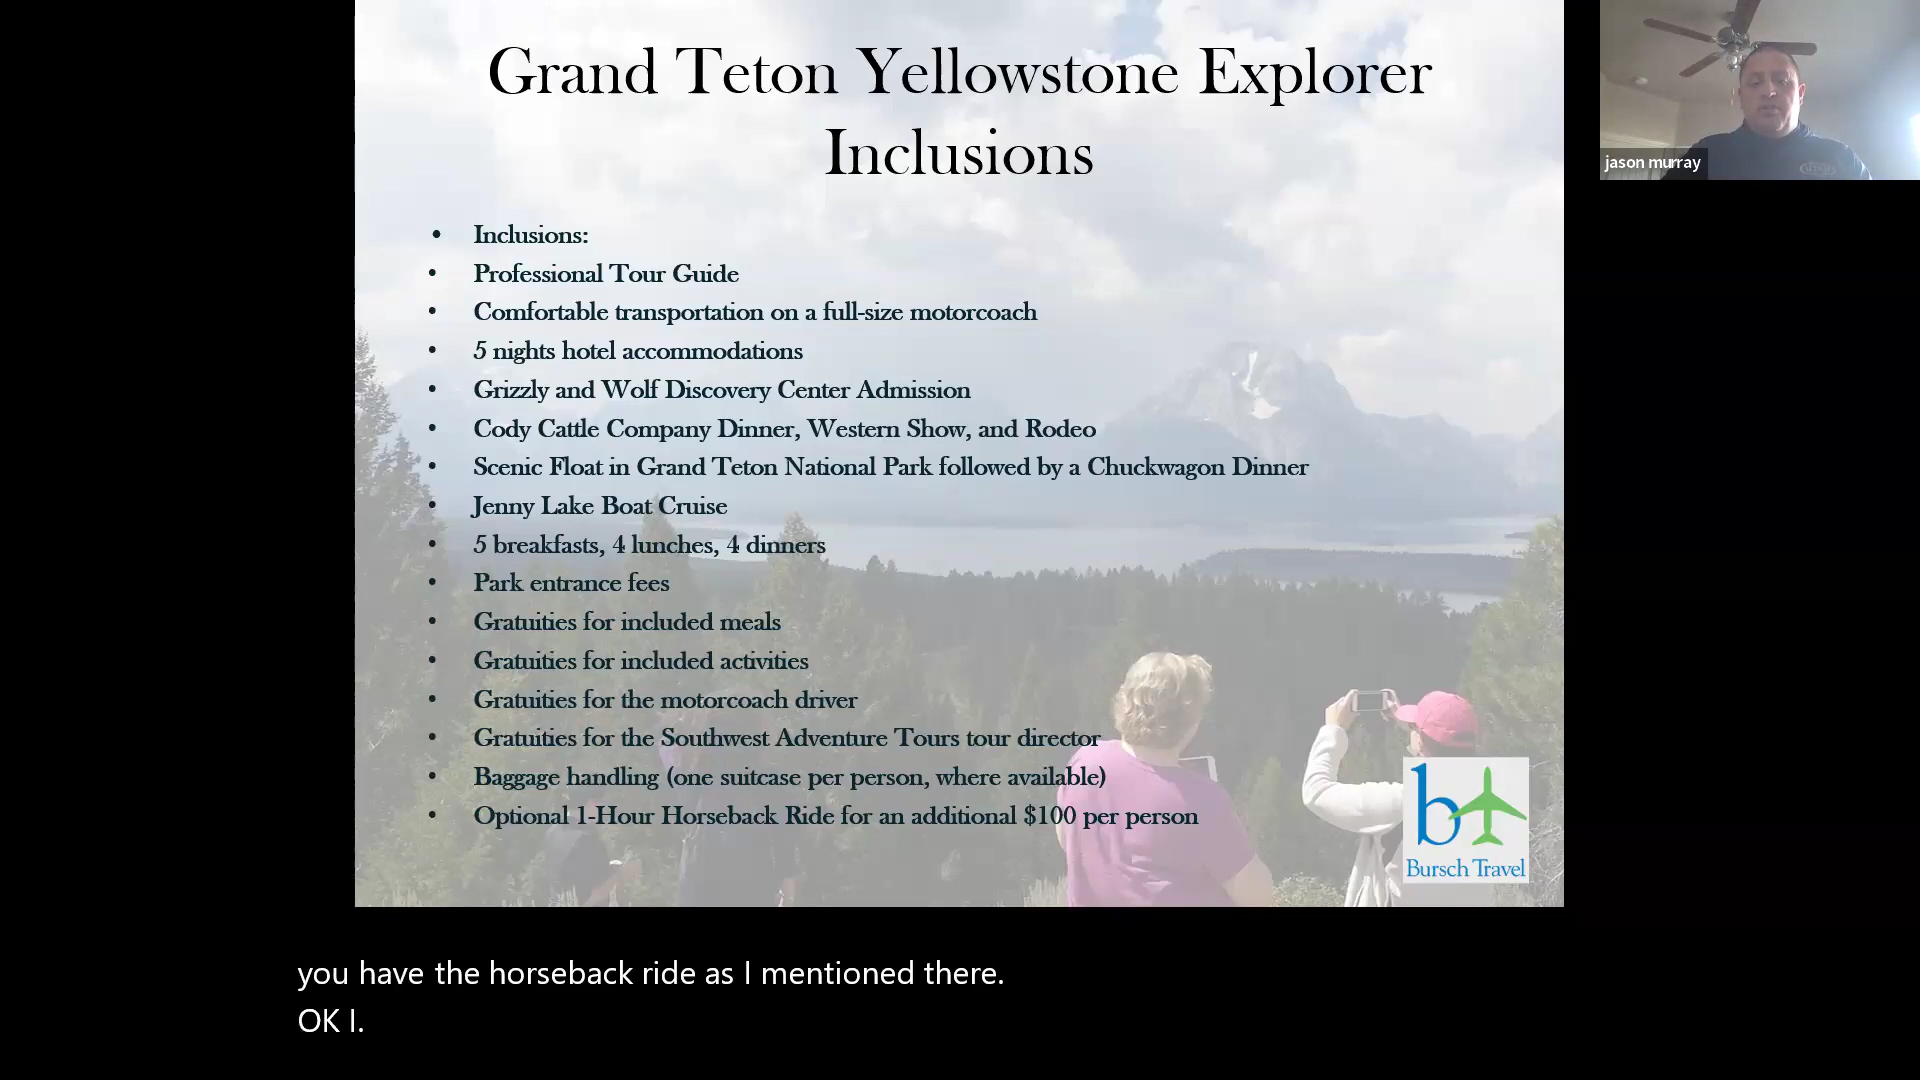 Grand Teton Yellowstone Explorer
Inclusions
• Inclusions:
• Professional Tour Guide
• Comfortable transportation on a full-size motorcoach
• 5 nights hotel accommodations
• Grizzly and Wolf Discovery Center Admission
• Cody Cattle Company Dinner, Western Show, and Rodeo
• Scenic Float in Grand Teton National Park followed by a Chuckwagon Dinner
• Jenny Lake Boat Cruise
• 5 breakfasts, 4 lunches, 4 dinners
• Park entrance fees
• Gratuities for included meals
• Gratuities for included activities
• Gratuities for the motorcoach driver
• Gratuities for the Southwest Adventure Tours tour director
• Baggage handling (one suitcase per person, where available)
• Optional 1-Hour Horseback Ride for an additional $100 per person
b
Bursch Travel
jason murray
you have the horseback ride as I mentioned there.
OK I.